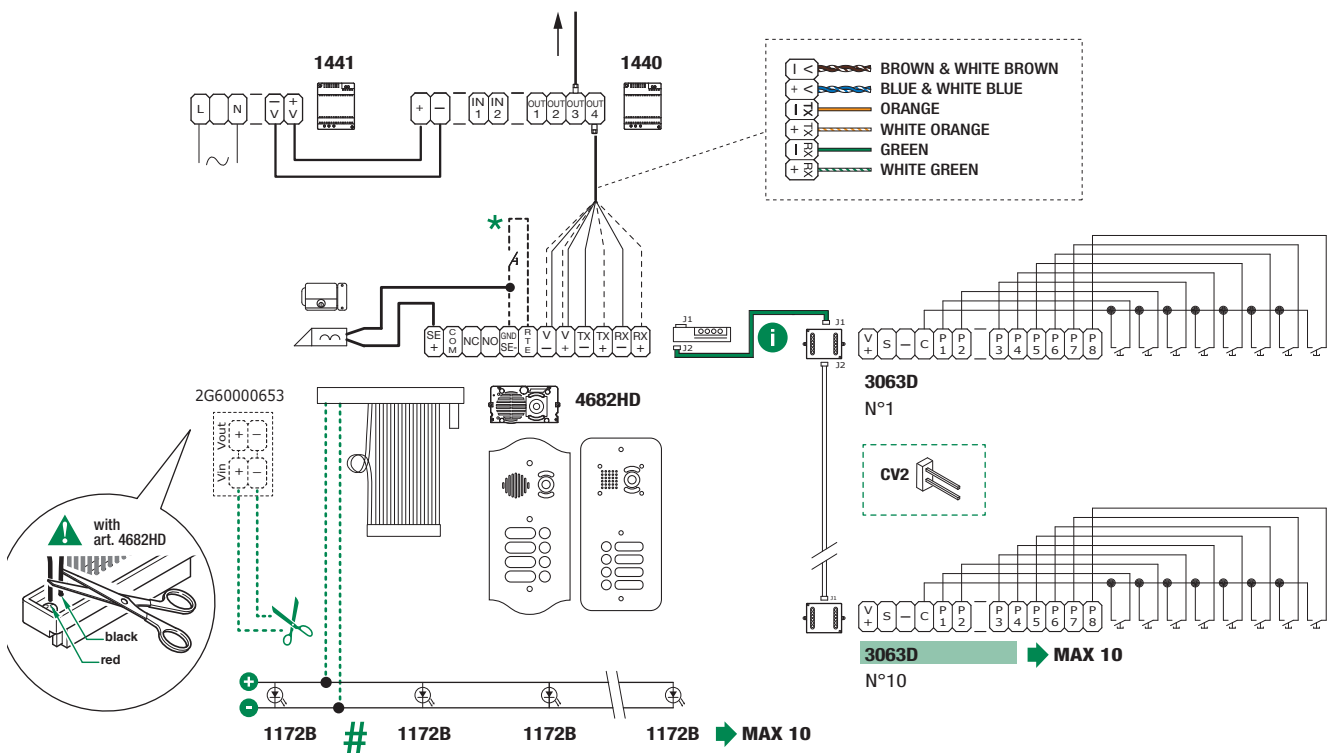 1441
1440
L N – V + V
+ –
IN 1 IN 2
OUT 1 OUT 2 OUT 3 OUT 4
V – BROWN & WHITE BROWN
V + BLUE & WHITE BLUE
TX – ORANGE
TX + WHITE ORANGE
RX – GREEN
RX + WHITE GREEN
*
SE + COM NC NO GND SE- RTE V – V + TX – TX + RX – RX +
J1
J2
i
J1
J2
V + S – C P 1 P 2 P 3 P 4 P 5 P 6 P 7 P 8
3063D
N°1
2G60000653
Vout + –
Vin + –
4682HD
CV2
with
art. 4682HD
black
red
J1
V + S – C P 1 P 2 P 3 P 4 P 5 P 6 P 7 P 8
3063D MAX 10
N°10
+
-
1172B # 1172B 1172B 1172B MAX 10